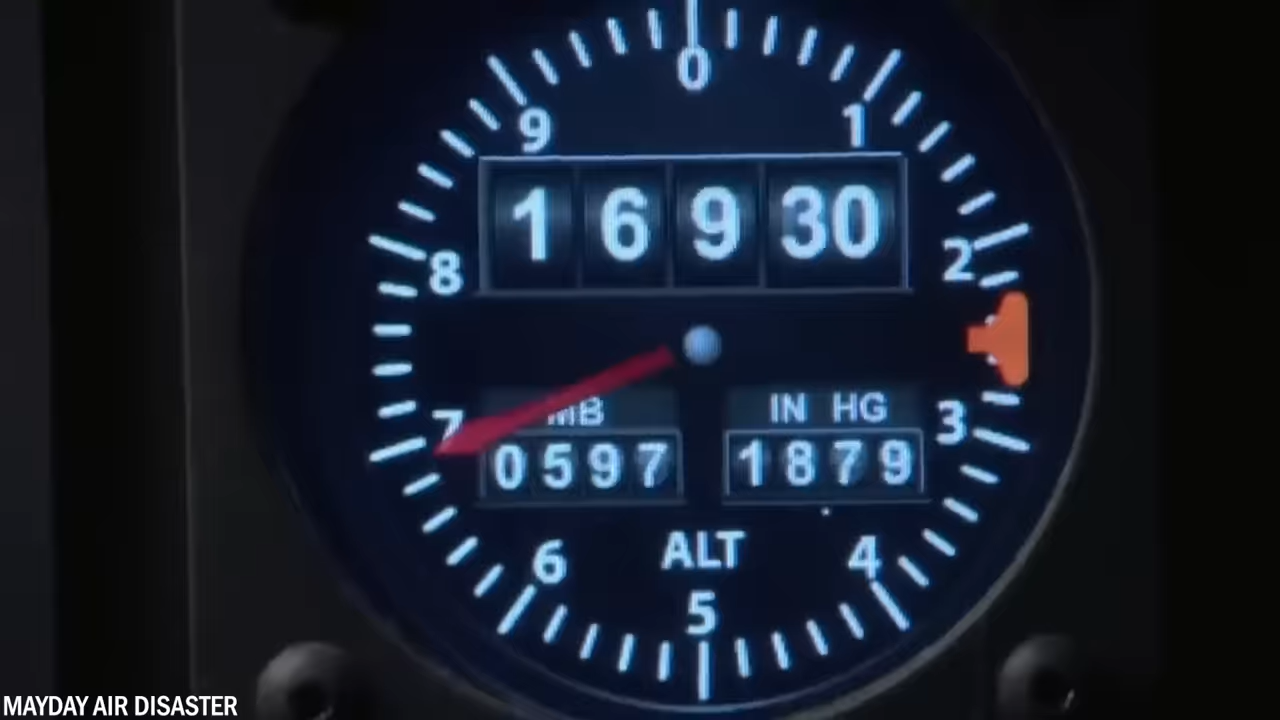 0
9 1
1 6 9 30
8 2
7 MB IN HG 3
0597 1879
6 ALT 4
5
MAYDAY AIR DISASTER